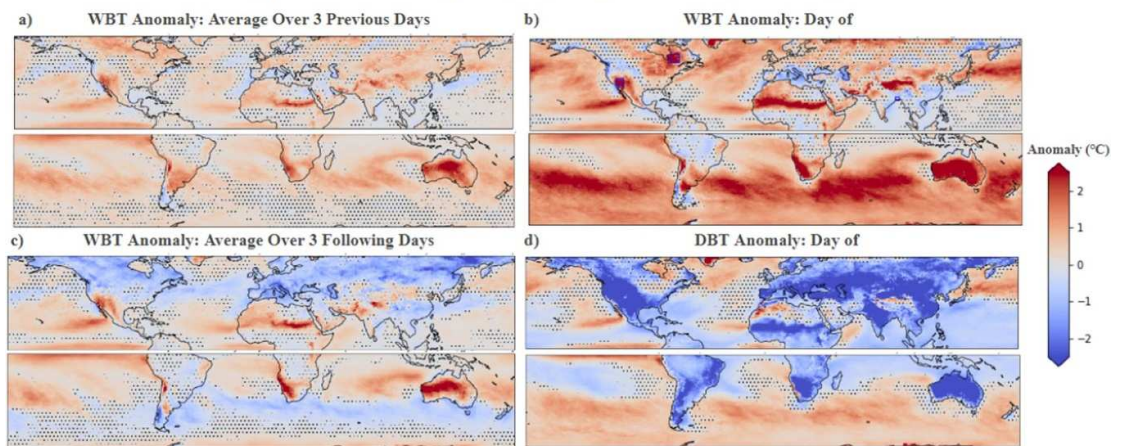 a) WBT Anomaly: Average Over 3 Previous Days
b) WBT Anomaly: Day of
Anomaly (°C)
2
1
0
−1
−2
c) WBT Anomaly: Average Over 3 Following Days
d) DBT Anomaly: Day of